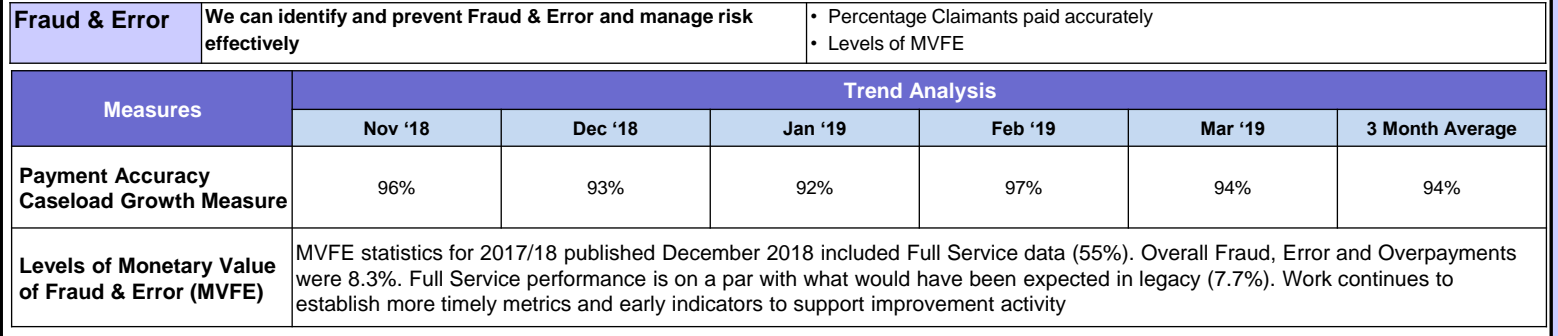 Fraud & Error
We can identify and prevent Fraud & Error and manage risk
effectively
• Percentage Claimants paid accurately
• Levels of MVFE
Measures
Trend Analysis
Nov ‘18
Dec ‘18
Jan ‘19
Feb ‘19
Mar ‘19
3 Month Average
Payment Accuracy
Caseload Growth Measure
96%
93%
92%
97%
94%
94%
Levels of Monetary Value
of Fraud & Error (MVFE)
MVFE statistics for 2017/18 published December 2018 included Full Service data (55%). Overall Fraud, Error and Overpayments
were 8.3%. Full Service performance is on a par with what would have been expected in legacy (7.7%). Work continues to
establish more timely metrics and early indicators to support improvement activity